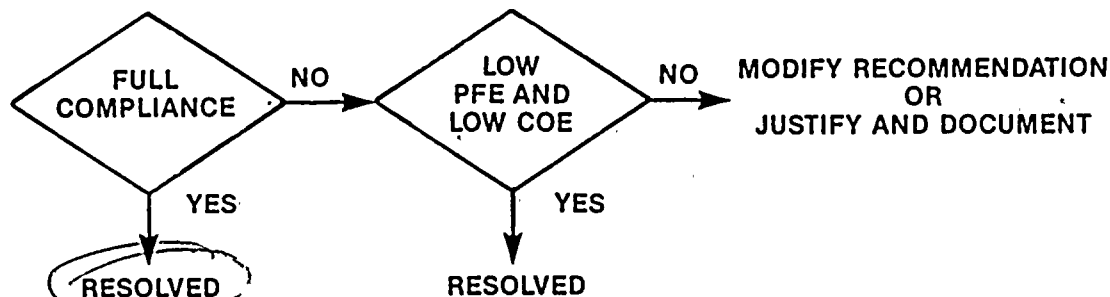 FULL
COMPLIANCE
NO
LOW
PFE AND
LOW COE
NO
MODIFY RECOMMENDATION
OR
JUSTIFY AND DOCUMENT
YES
YES
RESOLVED
RESOLVED